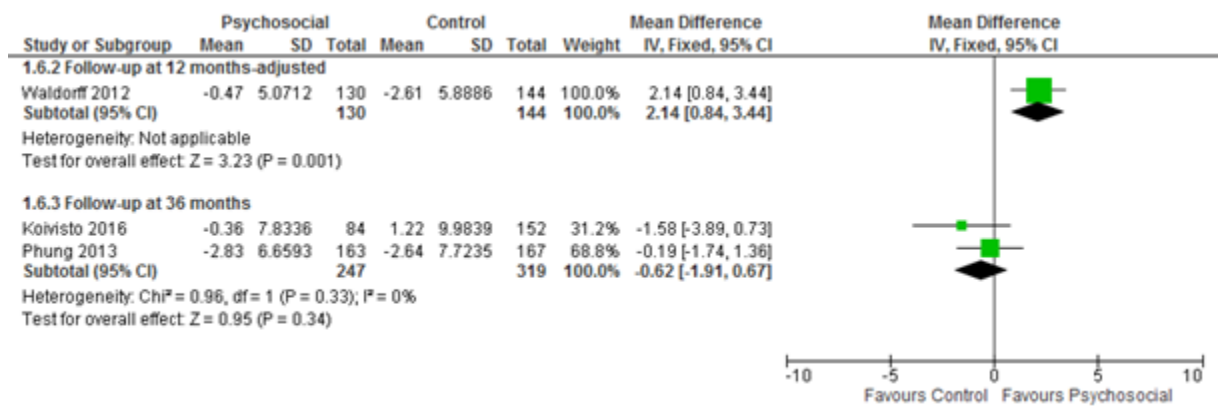 Psychosocial Control Mean Difference Mean Difference
Study or Subgroup Mean SD Total Mean SD Total Weight IV, Fixed, 95% CI IV, Fixed, 95% CI
1.6.2 Follow-up at 12 months-adjusted
Waldorff 2012 -0.47 5.0712 130 -2.61 5.8886 144 100.0% 2.14 [0.84, 3.44]
Subtotal (95% CI) 130 144 100.0% 2.14 [0.84, 3.44]
Heterogeneity: Not applicable
Test for overall effect: Z = 3.23 (P = 0.001)
1.6.3 Follow-up at 36 months
Koivisto 2016 -0.36 7.8336 84 1.22 9.9839 152 31.2% -1.58 [-3.89, 0.73]
Phung 2013 -2.83 6.6593 163 -2.64 7.7235 167 68.8% -0.19 [-1.74, 1.36]
Subtotal (95% CI) 247 319 100.0% -0.62 [-1.91, 0.67]
Heterogeneity: Chi² = 0.96, df = 1 (P = 0.33); I² = 0%
Test for overall effect: Z = 0.95 (P = 0.34)
-10 -5 0 5 10
Favours Control Favours Psychosocial